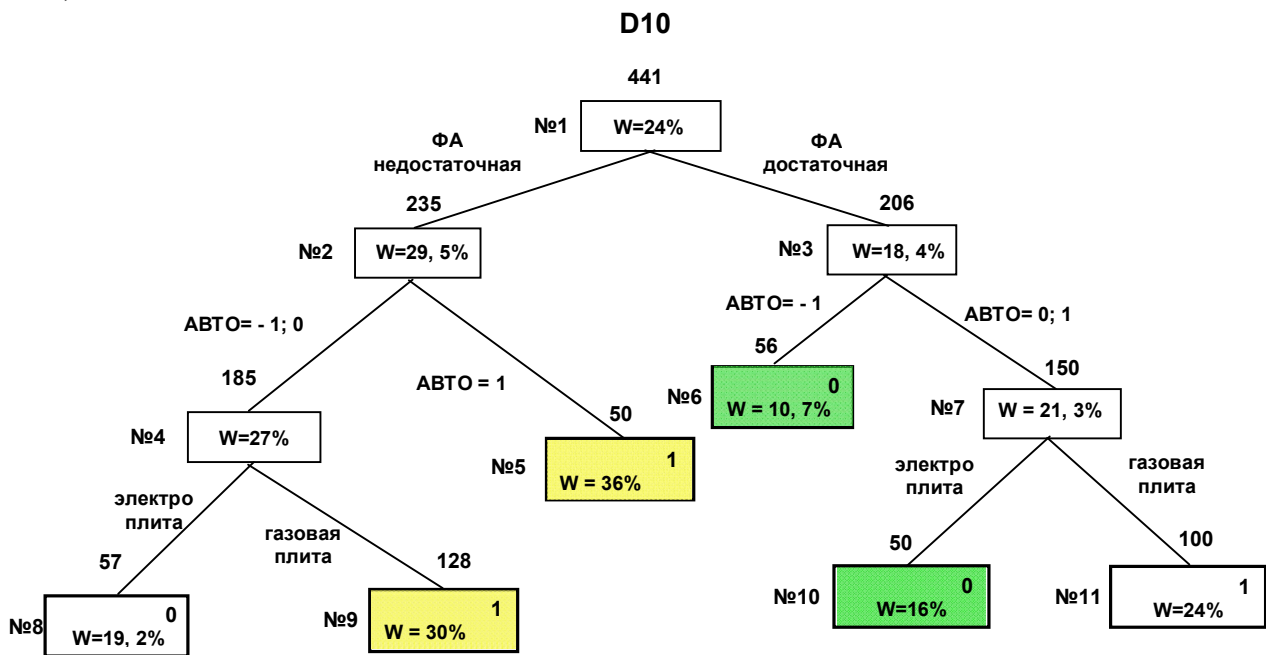 D10
441
№1
W=24%
ФА
недостаточная
ФА
достаточная
235
206
№2
W=29, 5%
№3
W=18, 4%
АВТО= - 1; 0
АВТО = 1
АВТО= - 1
АВТО= 0; 1
185
50
56
150
№4
W=27%
№5
1
W = 36%
№6
0
W = 10, 7%
№7
W = 21, 3%
электро
плита
газовая
плита
электро
плита
газовая
плита
57
128
50
100
№8
0
W=19, 2%
№9
1
W = 30%
№10
0
W=16%
№11
1
W=24%